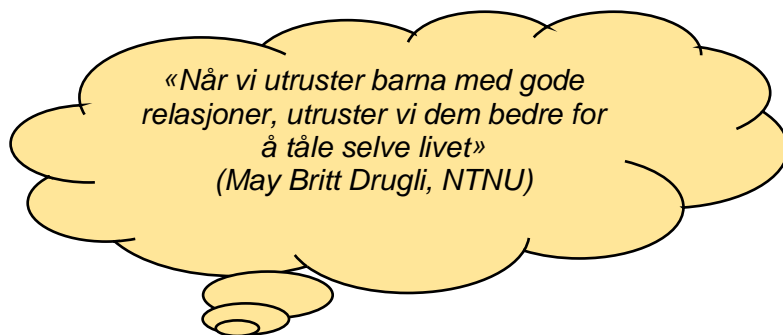 «Når vi utruster barna med gode
relasjoner, utruster vi dem bedre for
å tåle selve livet»
(May Britt Drugli, NTNU)